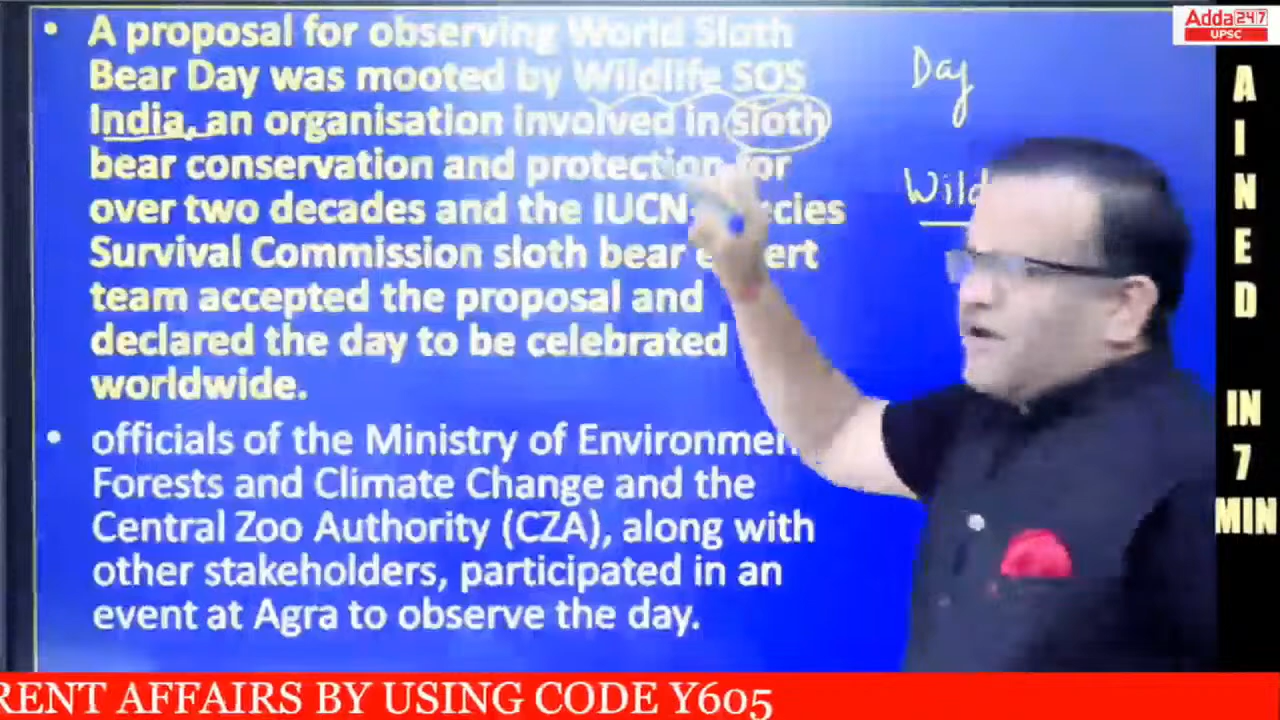 • A proposal for observing World Sloth
Bear Day was mooted by Wildlife SOS
India, an organisation involved in sloth
bear conservation and protection for
over two decades and the IUCN-
Survival Commission sloth bear
team accepted the proposal and
declared the day to be celebrated
worldwide.
• officials of the Ministry of
Forests and Climate Change and the
Central Zoo Authority (CZA), along with
other stakeholders, participated in an
event at Agra to observe the day.
Day
Wild
Adda247
UPSC
AINED
IN
7
MIN
RENT AFFAIRS BY USING CODE Y605